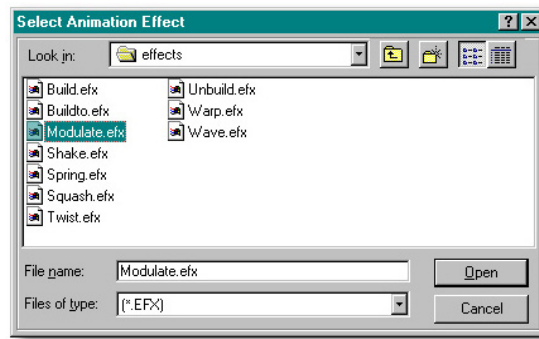 Select Animation Effect
Look in: effects
Build.efx Unbuild.efx
Buildto.efx Warp.efx
Modulate.efx Wave.efx
Shake.efx
Spring.efx
Squash.efx
Twist.efx
File name: Modulate.efx Open
Files of type: (*.EFX) Cancel